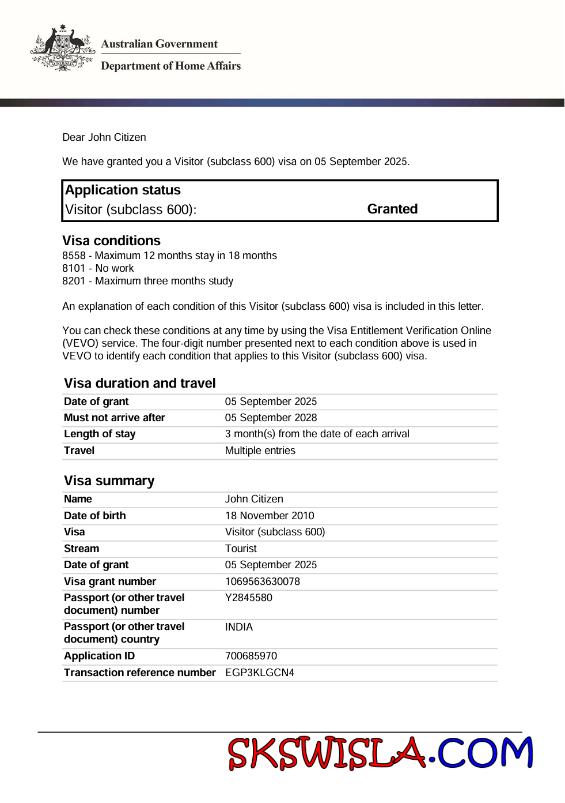 Australian Government
Department of Home Affairs
Dear John Citizen
We have granted you a Visitor (subclass 600) visa on 05 September 2025.
Application status
Visitor (subclass 600): Granted
Visa conditions
8558 - Maximum 12 months stay in 18 months
8101 - No work
8201 - Maximum three months study
An explanation of each condition of this Visitor (subclass 600) visa is included in this letter.
You can check these conditions at any time by using the Visa Entitlement Verification Online
(VEVO) service. The four-digit number presented next to each condition above is used in
VEVO to identify each condition that applies to this Visitor (subclass 600) visa.
Visa duration and travel
Date of grant 05 September 2025
Must not arrive after 05 September 2028
Length of stay 3 month(s) from the date of each arrival
Travel Multiple entries
Visa summary
Name John Citizen
Date of birth 18 November 2010
Visa Visitor (subclass 600)
Stream Tourist
Date of grant 05 September 2025
Visa grant number 1069563630078
Passport (or other travel Y2845580
document) number
Passport (or other travel INDIA
document) country
Application ID 700685970
Transaction reference number EGP3KLGCN4
SKSWISLA.COM